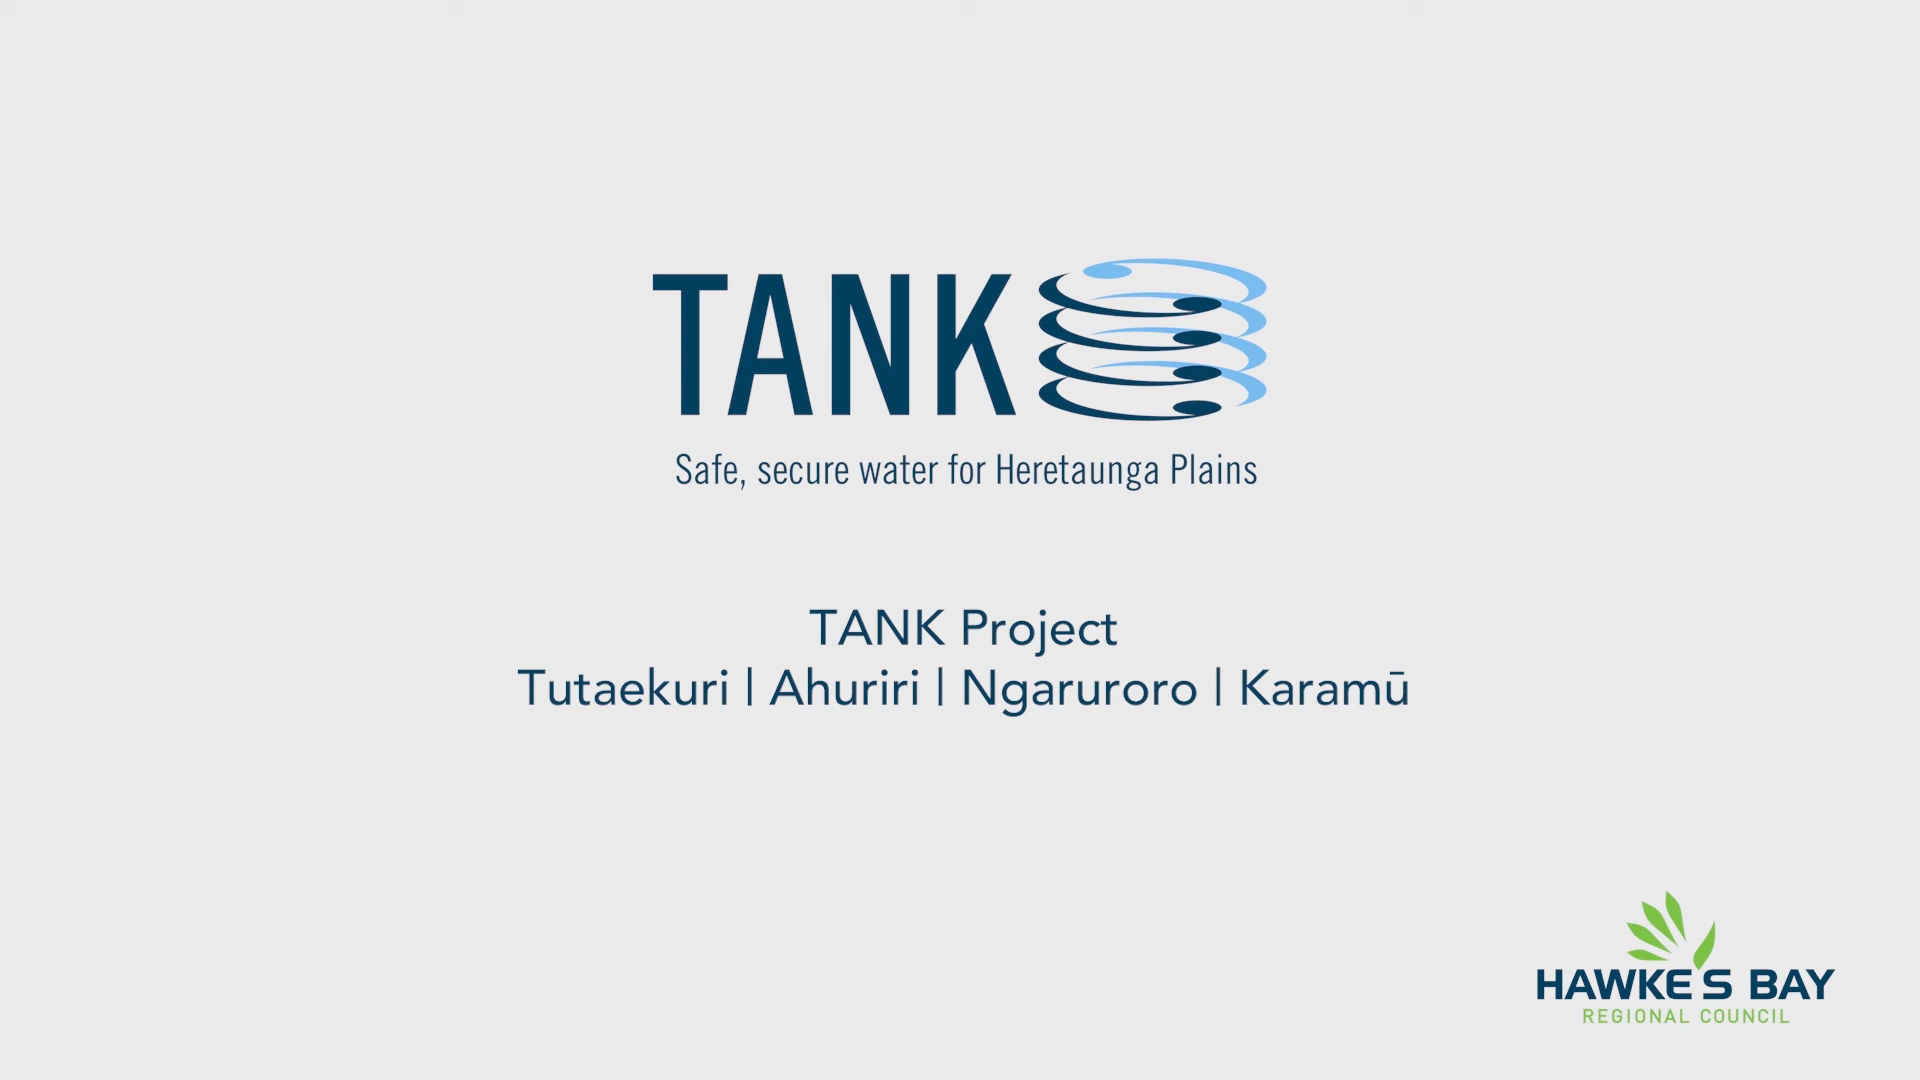 TANK
Safe, secure water for Heretaunga Plains
TANK Project
Tutaekuri | Ahuriri | Ngaruroro | Karamū
HAWKE'S BAY
REGIONAL COUNCIL